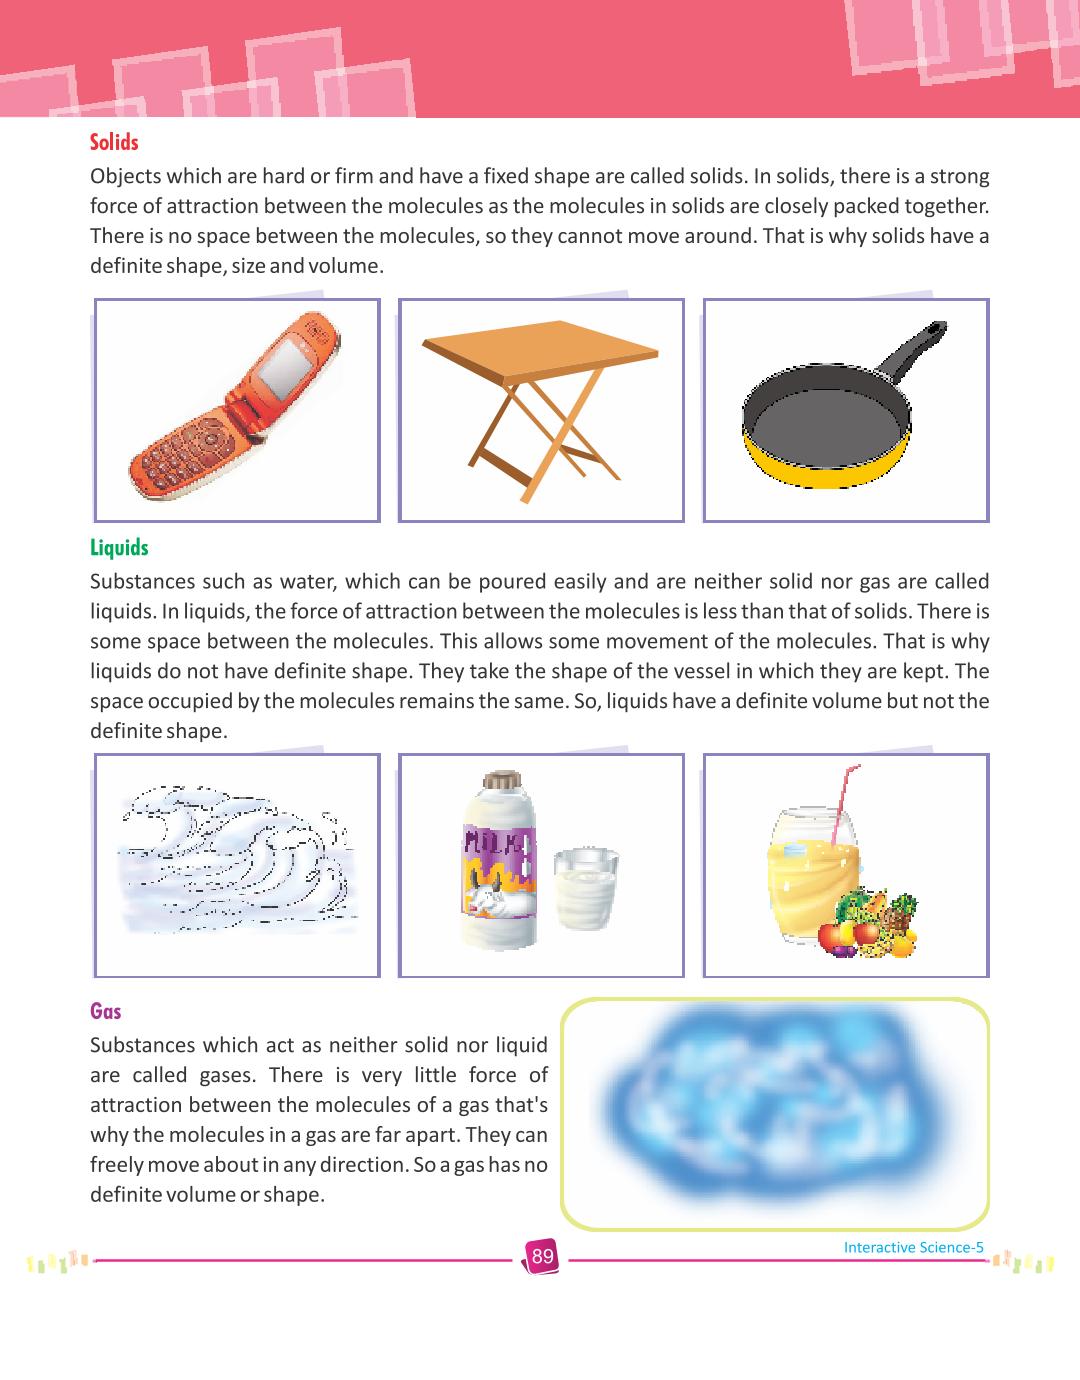 Solids
Objects which are hard or firm and have a fixed shape are called solids. In solids, there is a strong
force of attraction between the molecules as the molecules in solids are closely packed together.
There is no space between the molecules, so they cannot move around. That is why solids have a
definite shape, size and volume.
Liquids
Substances such as water, which can be poured easily and are neither solid nor gas are called
liquids. In liquids, the force of attraction between the molecules is less than that of solids. There is
some space between the molecules. This allows some movement of the molecules. That is why
liquids do not have definite shape. They take the shape of the vessel in which they are kept. The
space occupied by the molecules remains the same. So, liquids have a definite volume but not the
definite shape.
MILK
Gas
Substances which act as neither solid nor liquid
are called gases. There is very little force of
attraction between the molecules of a gas that's
why the molecules in a gas are far apart. They can
freely move about in any direction. So a gas has no
definite volume or shape.
Interactive Science-5
89